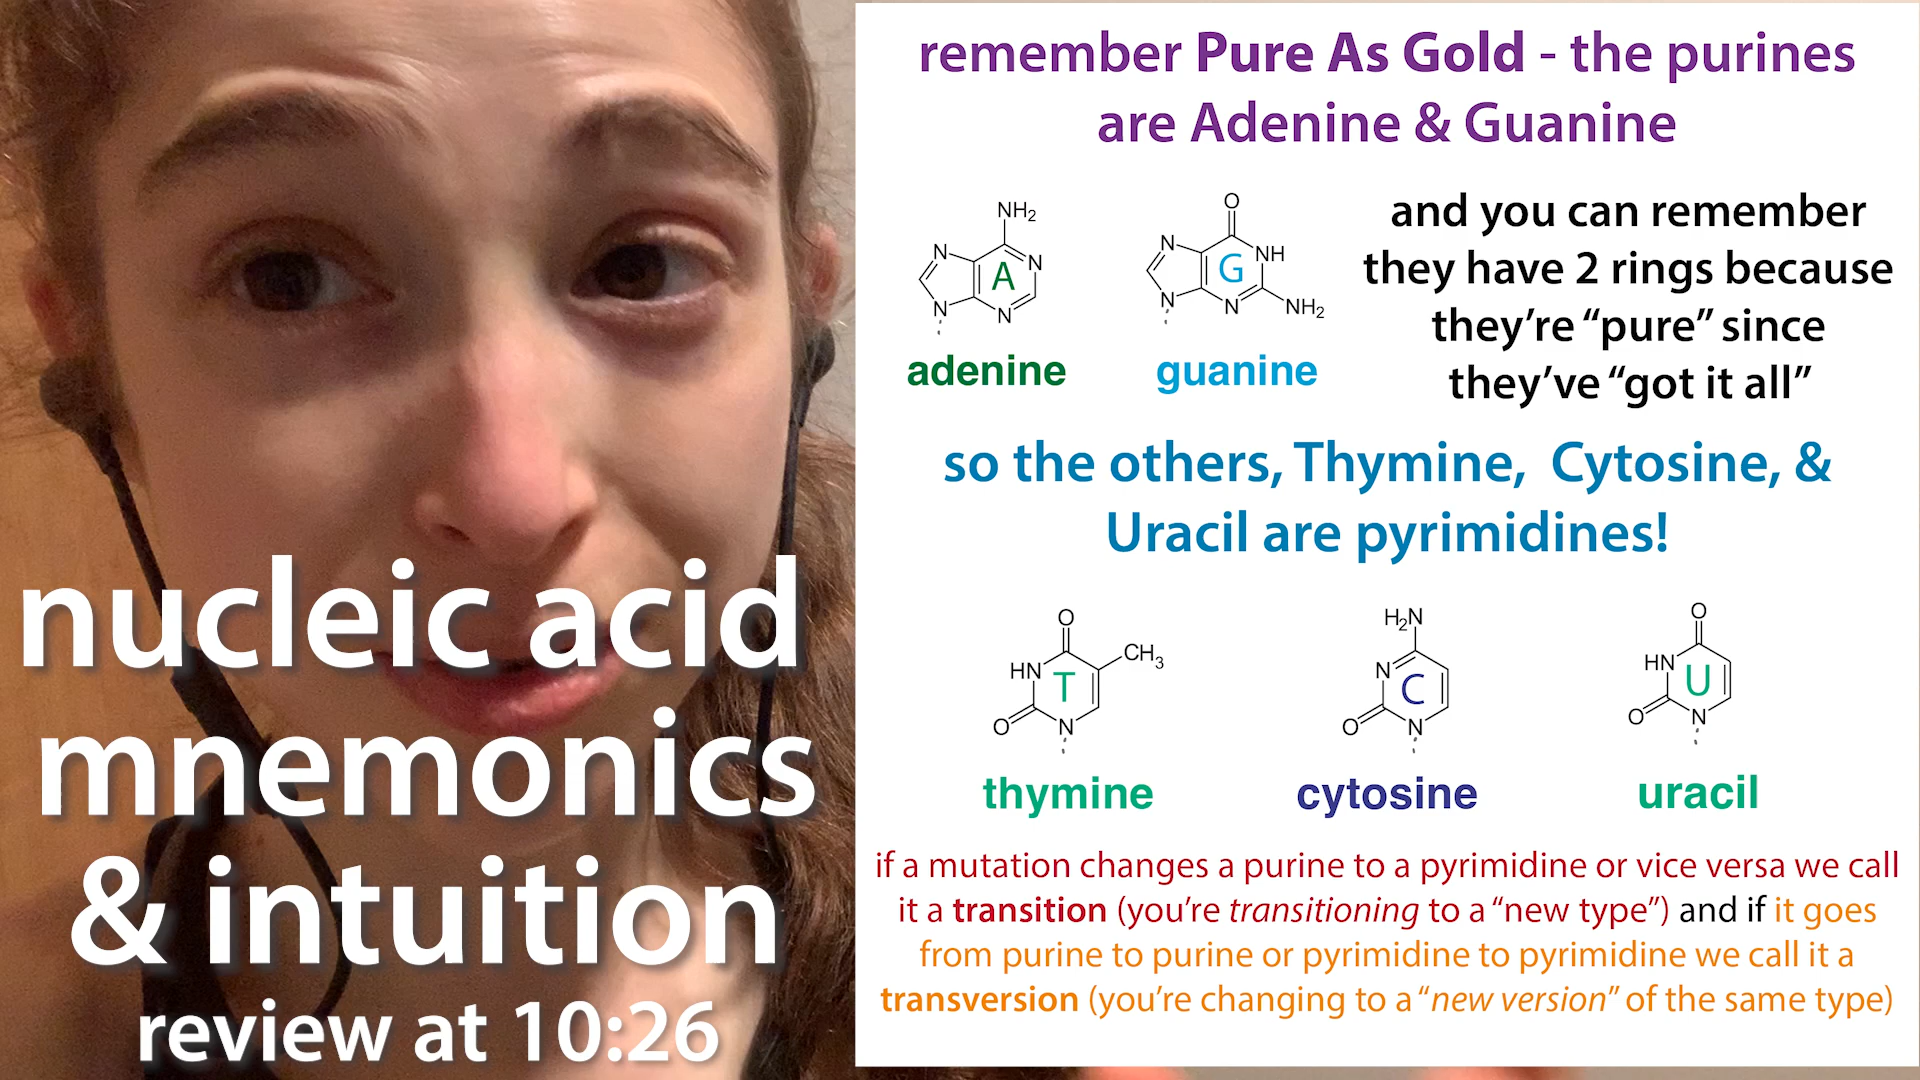 nucleic acid
mnemonics
& intuition
review at 10:26
remember Pure As Gold - the purines
are Adenine & Guanine
NH₂
N
N
A
N
N
adenine
O
N
NH
G
N
N
NH₂
guanine
and you can remember
they have 2 rings because
they’re “pure” since
they’ve “got it all”
so the others, Thymine, Cytosine, &
Uracil are pyrimidines!
O
CH₃
HN
T
O
N
thymine
H₂N
N
C
O
N
cytosine
O
HN
U
O
N
uracil
if a mutation changes a purine to a pyrimidine or vice versa we call
it a transition (you’re transitioning to a “new type”) and if it goes
from purine to purine or pyrimidine to pyrimidine we call it a
transversion (you’re changing to a “new version” of the same type)